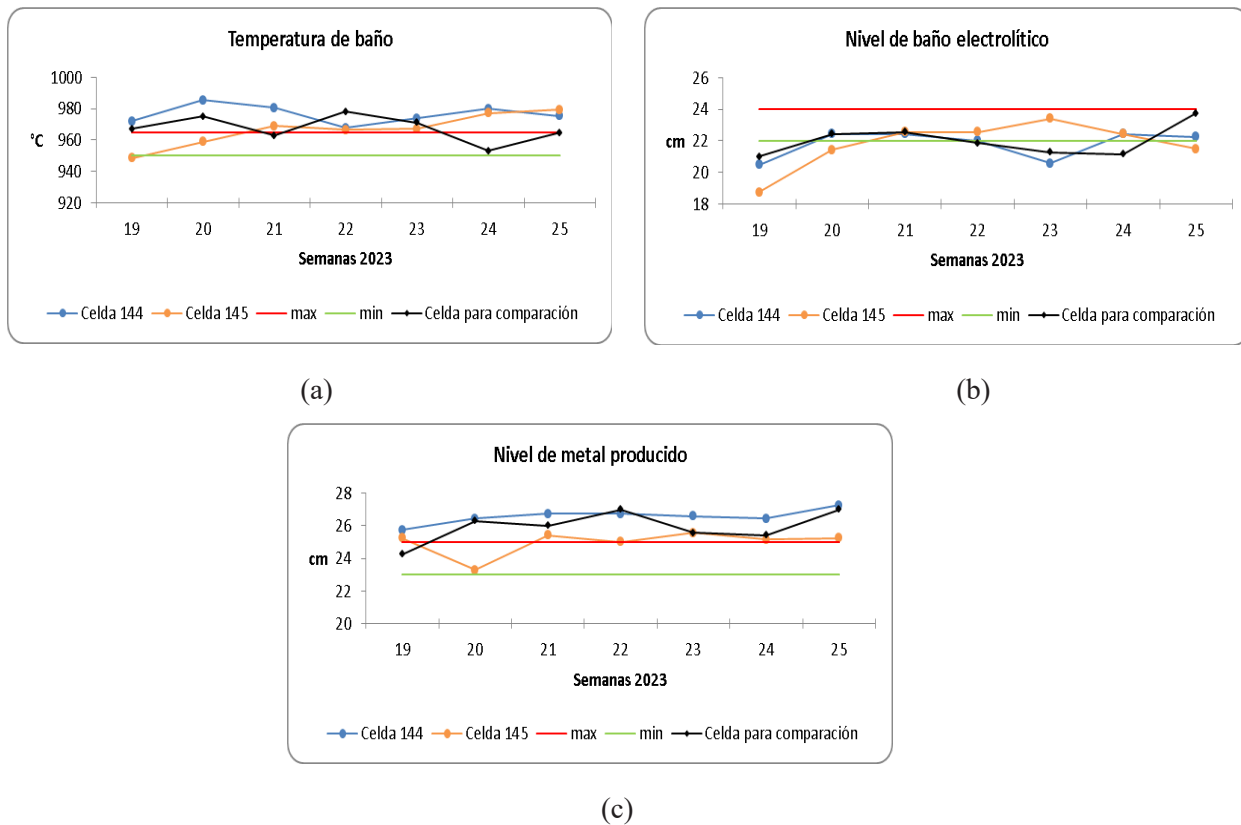 Temperatura de baño
1000
980
960
940
920
°C
19 20 21 22 23 24 25
Semanas 2023
Celda 144 Celda 145 max min Celda para comparación
(a)
Nivel de baño electrolítico
26
24
22
20
18
cm
19 20 21 22 23 24 25
Semanas 2023
Celda 144 Celda 145 max min Celda para comparación
(b)
Nivel de metal producido
28
26
24
22
20
cm
19 20 21 22 23 24 25
Semanas 2023
Celda 144 Celda 145 max min Celda para comparación
(c)